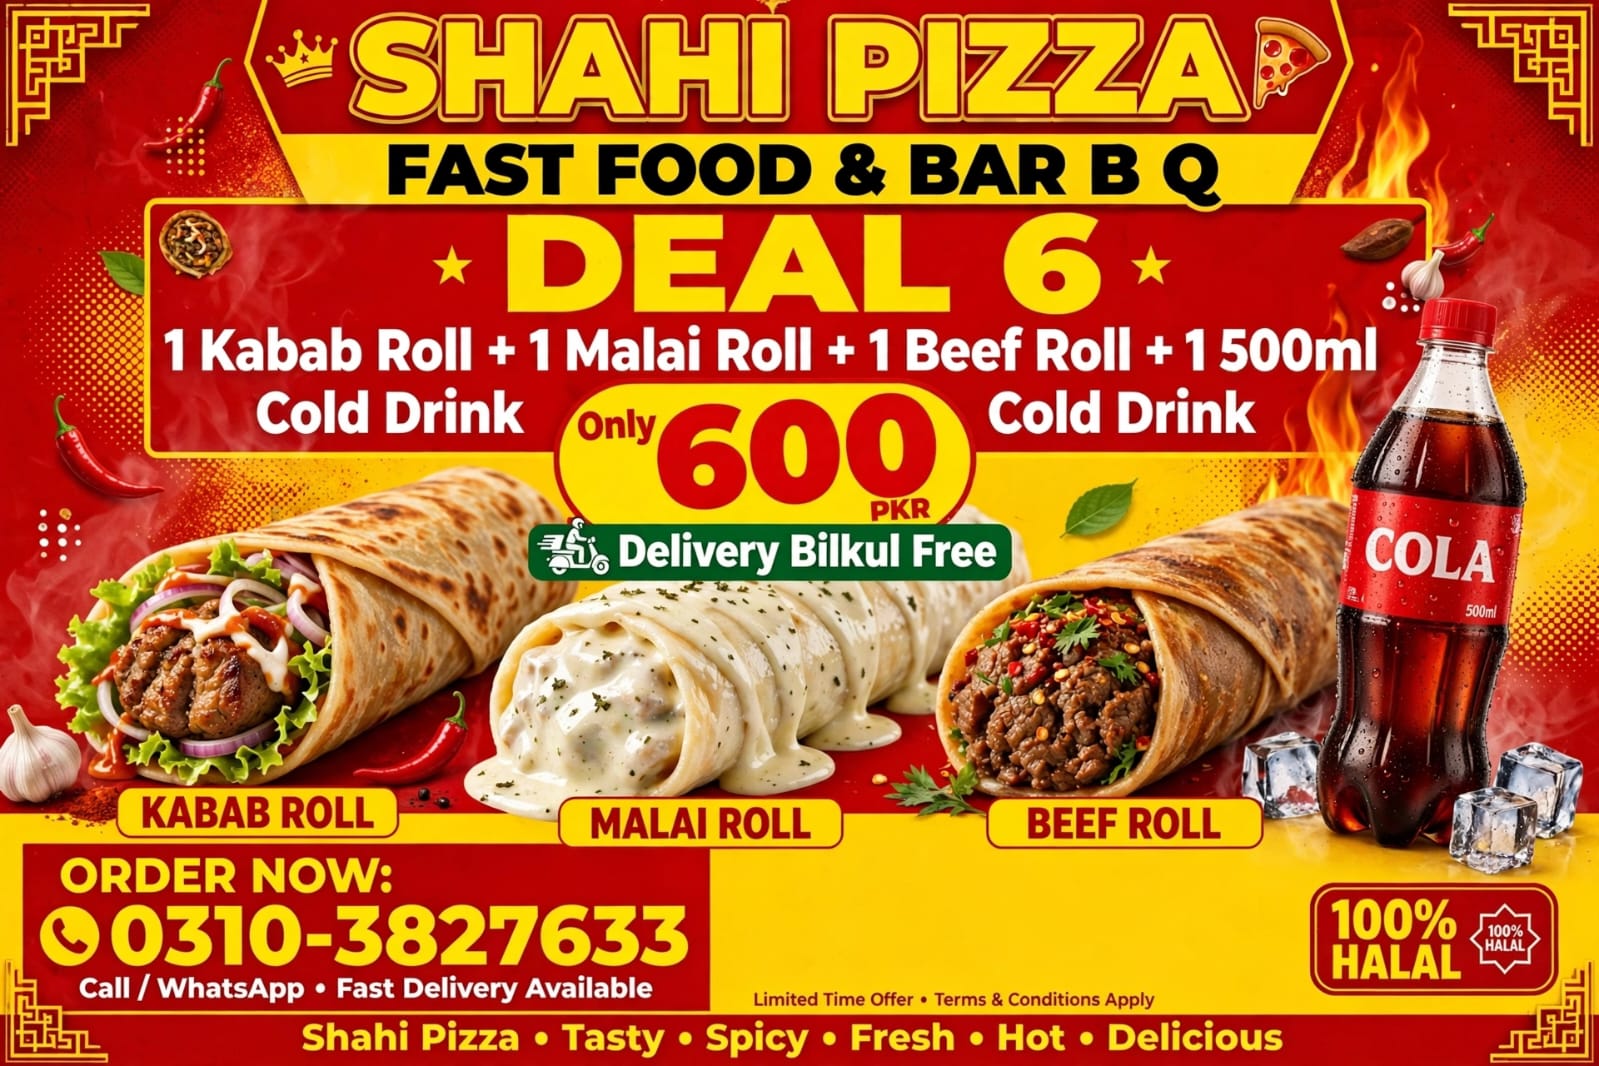 SHAHI PIZZA
FAST FOOD & BAR B Q
DEAL 6
1 Kabab Roll + 1 Malai Roll + 1 Beef Roll + 1 500ml
Cold Drink
Cold Drink
Only 600
PKR
Delivery Bilkul Free
COLA
500ml
KABAB ROLL
MALAI ROLL
BEEF ROLL
ORDER NOW:
0310-3827633
Call / WhatsApp • Fast Delivery Available
100%
HALAL
100%
HALAL
Limited Time Offer • Terms & Conditions Apply
Shahi Pizza • Tasty • Spicy • Fresh • Hot • Delicious